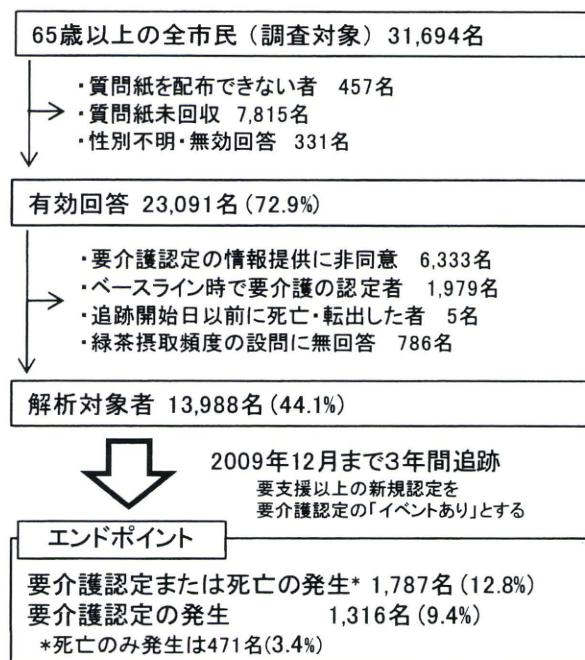 65歳以上の全市民(調査対象) 31,694名
・質問紙を配布できない者 457名
・質問紙未回収 7,815名
・性別不明・無効回答 331名
有効回答 23,091名(72.9%)
・要介護認定の情報提供に非同意 6,333名
・ベースライン時で要介護の認定者 1,979名
・追跡開始日以前に死亡・転出した者 5名
・緑茶摂取頻度の設問に無回答 786名
解析対象者 13,988名(44.1%)
2009年12月まで3年間追跡
要支援以上の新規認定を
要介護認定の「イベントあり」とする
エンドポイント
要介護認定または死亡の発生* 1,787名(12.8%)
要介護認定の発生 1,316名(9.4%)
*死亡のみ発生は471名(3.4%)